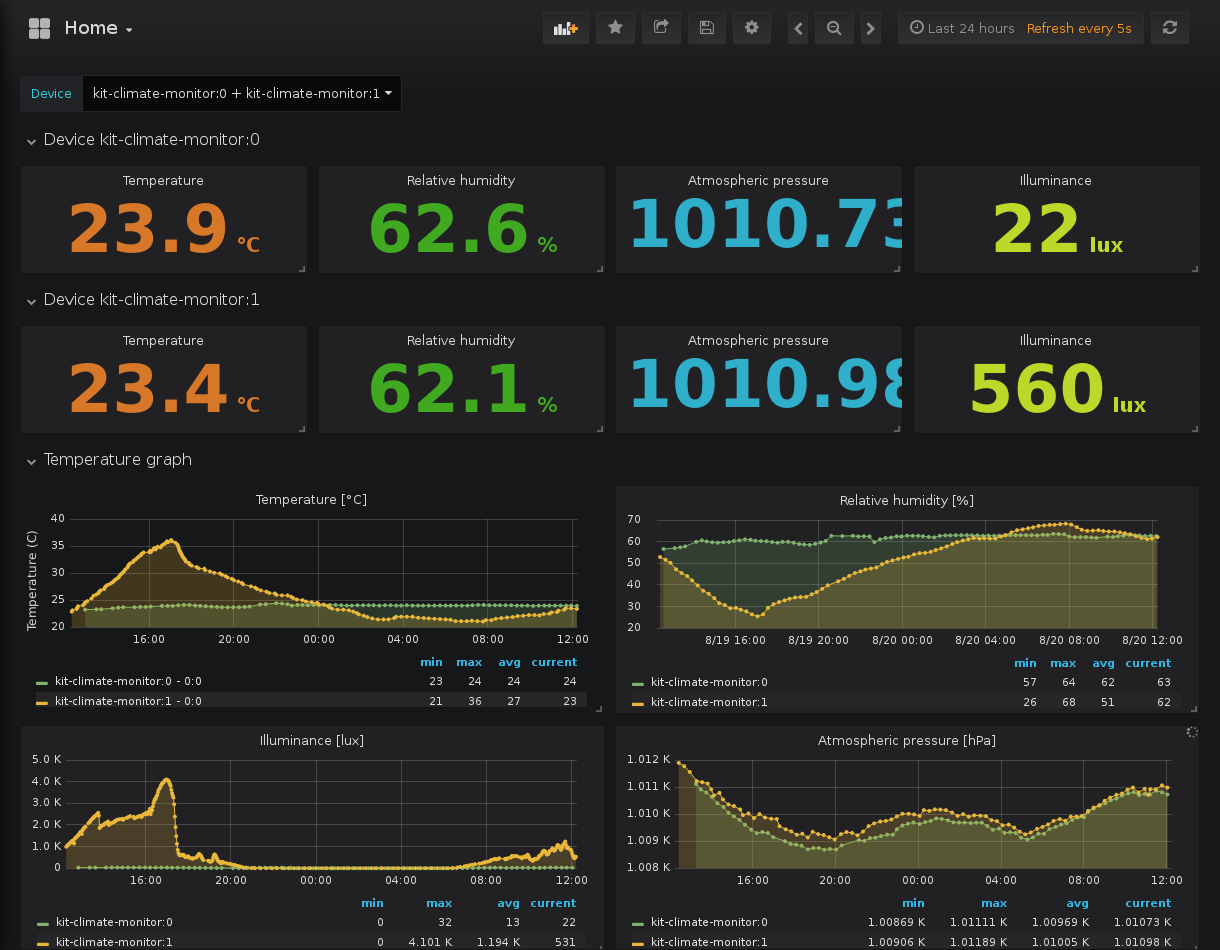 Home
Last 24 hours Refresh every 5s
Device kit-climate-monitor:0 + kit-climate-monitor:1
Device kit-climate-monitor:0
Temperature Relative humidity Atmospheric pressure Illuminance
23.9 °C 62.6 % 1010.73 22 lux
Device kit-climate-monitor:1
Temperature Relative humidity Atmospheric pressure Illuminance
23.4 °C 62.1 % 1010.98 560 lux
Temperature graph
Temperature [°C]
Temperature (C)
40
35
30
25
20
16:00 20:00 00:00 04:00 08:00 12:00
min max avg current
kit-climate-monitor:0 - 0:0 23 24 24 24
kit-climate-monitor:1 - 0:0 21 36 27 23
Relative humidity [%]
70
60
50
40
30
20
8/19 16:00 8/19 20:00 8/20 00:00 8/20 04:00 8/20 08:00 8/20 12:00
min max avg current
kit-climate-monitor:0 57 64 62 63
kit-climate-monitor:1 26 68 51 62
Illuminance [lux]
5.0 K
4.0 K
3.0 K
2.0 K
1.0 K
0
16:00 20:00 00:00 04:00 08:00 12:00
min max avg current
kit-climate-monitor:0 0 32 13 22
kit-climate-monitor:1 0 4.101 K 1.194 K 531
Atmospheric pressure [hPa]
1.012 K
1.011 K
1.010 K
1.009 K
1.008 K
16:00 20:00 00:00 04:00 08:00 12:00
min max avg current
kit-climate-monitor:0 1.00869 K 1.01111 K 1.00969 K 1.01073 K
kit-climate-monitor:1 1.00906 K 1.01189 K 1.01005 K 1.01098 K